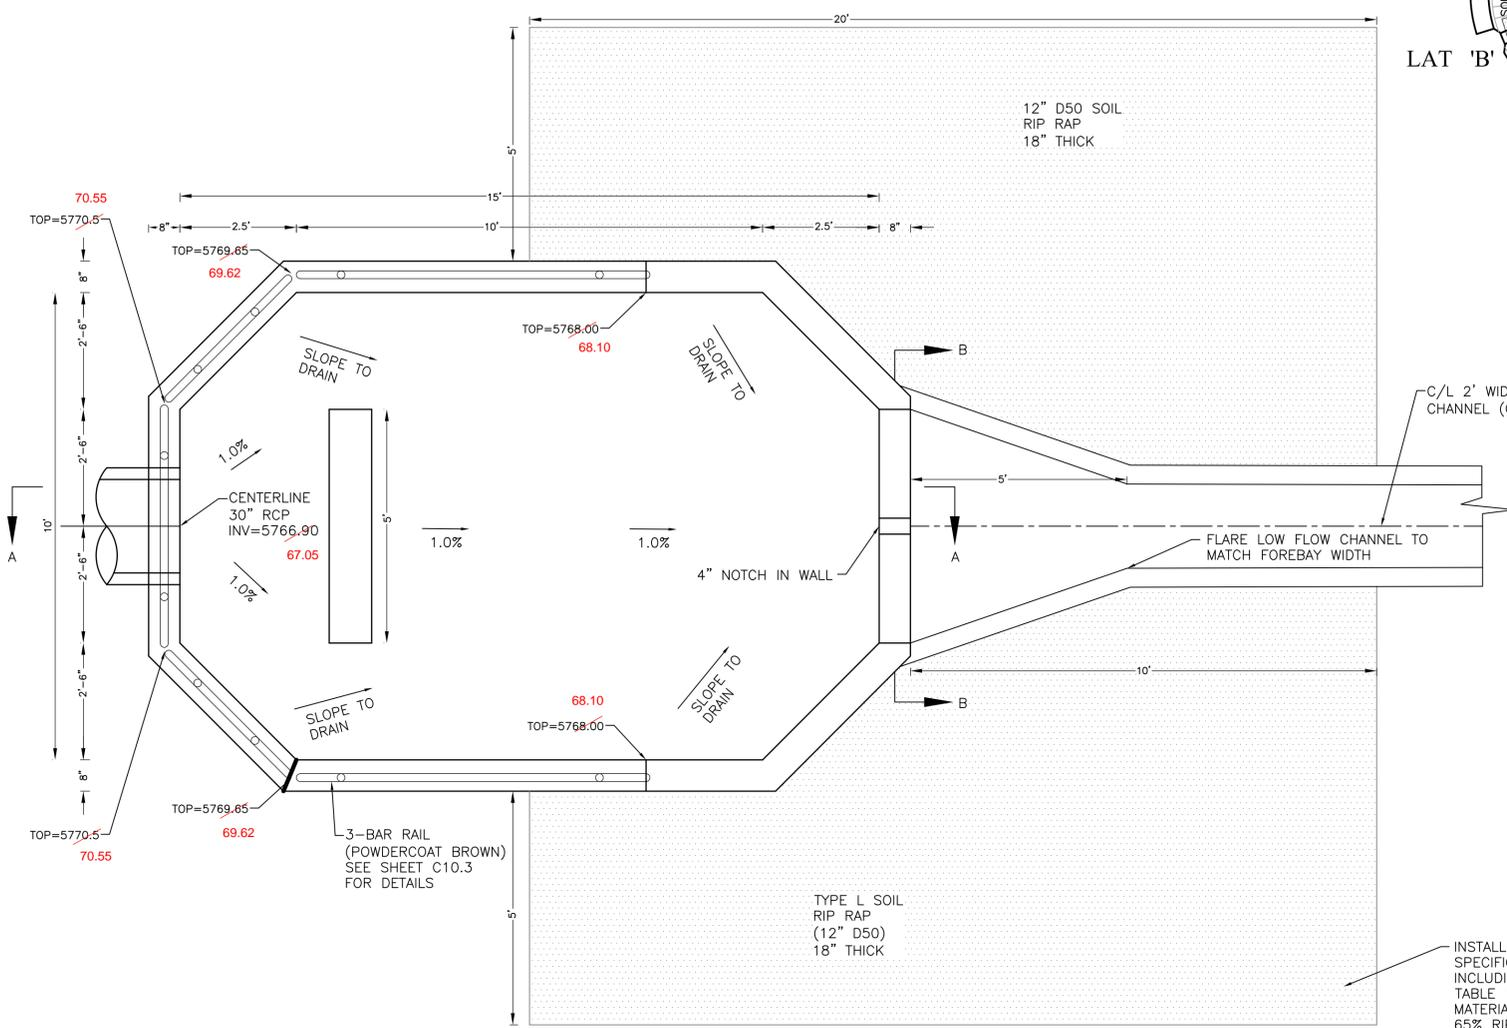 20'
LAT 'B'
12" D50 SOIL
RIP RAP
18" THICK
5'
15'
70.55
TOP=5770.5
8"
2.5'
10'
2.5'
8"
TOP=5769.65
69.62
8"
2'-6"
TOP=5768.00
68.10
SLOPE TO
DRAIN
SLOPE TO
DRAIN
B
C/L 2' WID
CHANNEL (
2'-6"
1.0%
CENTERLINE
30" RCP
INV=5766.90
67.05
5'
5'
10'
A
1.0%
1.0%
A
FLARE LOW FLOW CHANNEL TO
MATCH FOREBAY WIDTH
4" NOTCH IN WALL
2'-6"
1.0%
10'
2'-6"
SLOPE TO
DRAIN
SLOPE TO
DRAIN
68.10
TOP=5768.00
B
8"
TOP=5769.65
69.62
TOP=5770.5
70.55
3-BAR RAIL
(POWDERCOAT BROWN)
SEE SHEET C10.3
FOR DETAILS
5'
TYPE L SOIL
RIP RAP
(12" D50)
18" THICK
INSTALL
SPECIFI
INCLUDI
TABLE
MATERIA
65% RI